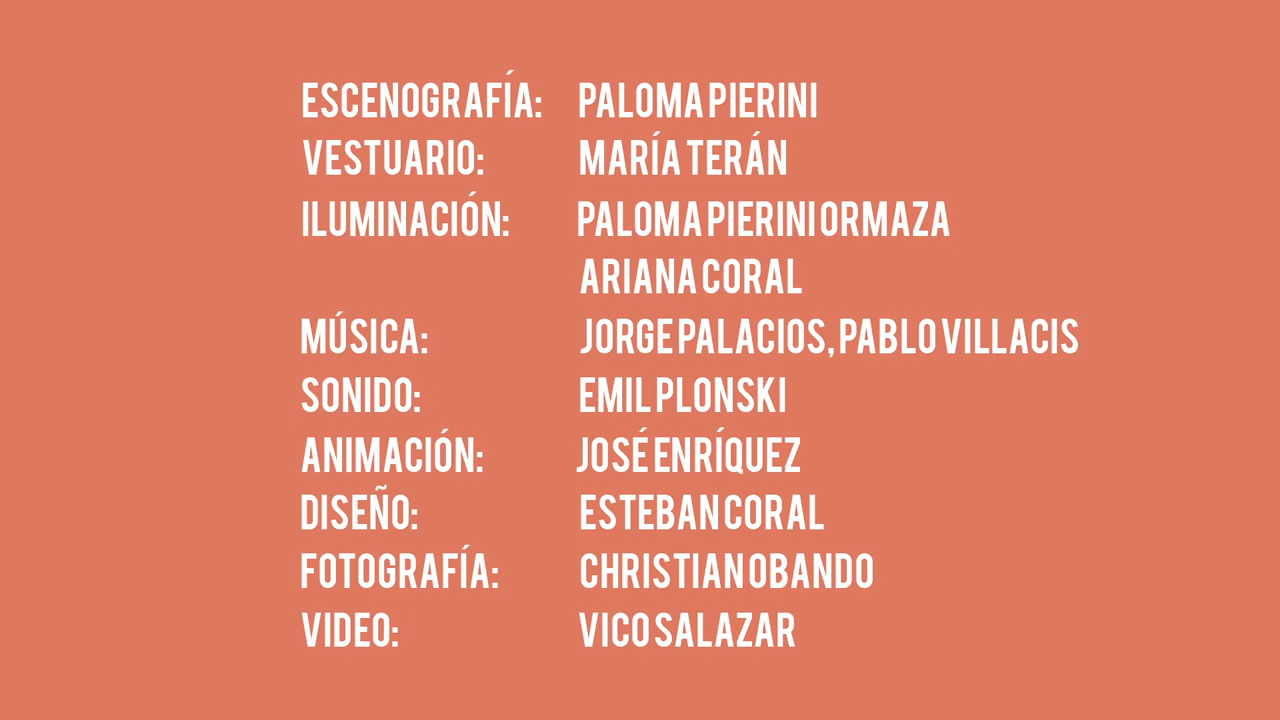 ESCENOGRAFÍA: PALOMA PIERINI
VESTUARIO: MARÍA TERÁN
ILUMINACIÓN: PALOMA PIERINI ORMAZA
ARIANA CORAL
MÚSICA: JORGE PALACIOS, PABLO VILLACIS
SONIDO: EMIL PLONSKI
ANIMACIÓN: JOSÉ ENRÍQUEZ
DISEÑO: ESTEBAN CORAL
FOTOGRAFÍA: CHRISTIAN OBANDO
VIDEO: VICO SALAZAR